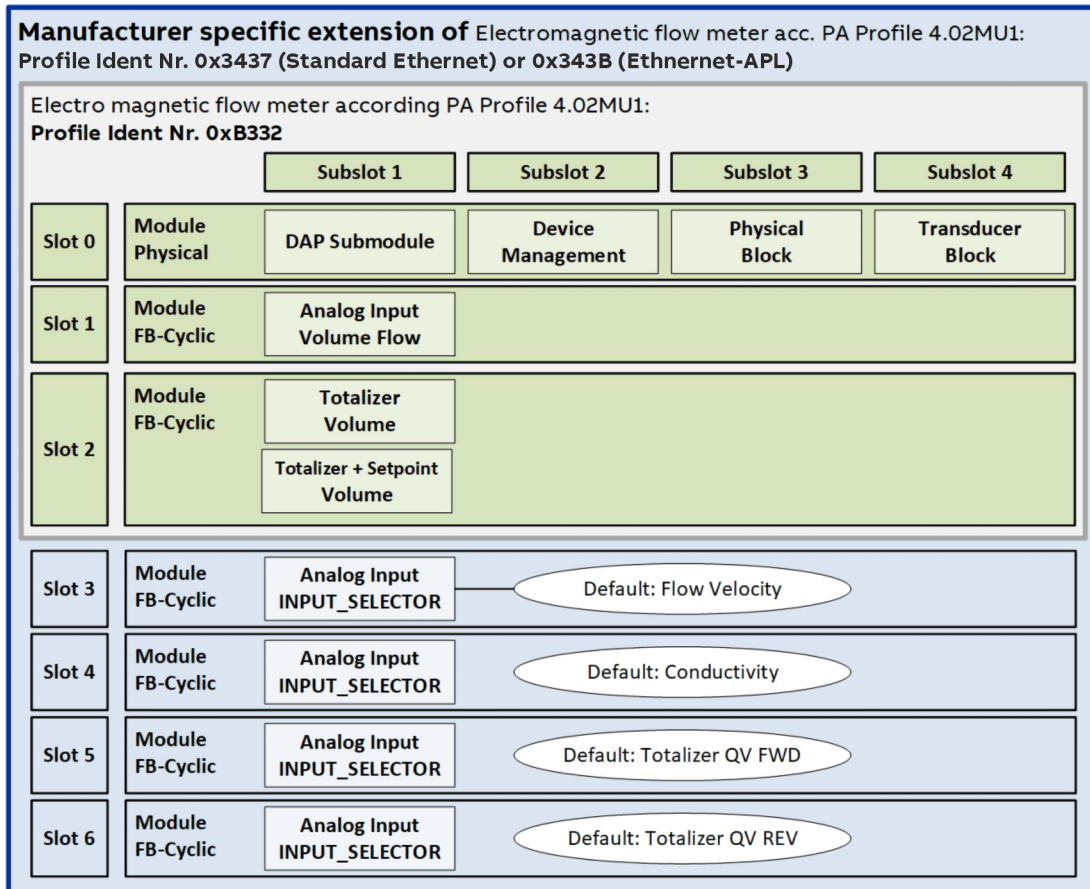 Manufacturer specific extension of Electromagnetic flow meter acc. PA Profile 4.02MU1:
Profile Ident Nr. 0x3437 (Standard Ethernet) or 0x343B (Ethnernet-APL)
Electro magnetic flow meter according PA Profile 4.02MU1:
Profile Ident Nr. 0xB332
Subslot 1
Subslot 2
Subslot 3
Subslot 4
Slot 0
Module
Physical
DAP Submodule
Device
Management
Physical
Block
Transducer
Block
Slot 1
Module
FB-Cyclic
Analog Input
Volume Flow
Slot 2
Module
FB-Cyclic
Totalizer
Volume
Totalizer + Setpoint
Volume
Slot 3
Module
FB-Cyclic
Analog Input
INPUT_SELECTOR
Default: Flow Velocity
Slot 4
Module
FB-Cyclic
Analog Input
INPUT_SELECTOR
Default: Conductivity
Slot 5
Module
FB-Cyclic
Analog Input
INPUT_SELECTOR
Default: Totalizer QV FWD
Slot 6
Module
FB-Cyclic
Analog Input
INPUT_SELECTOR
Default: Totalizer QV REV